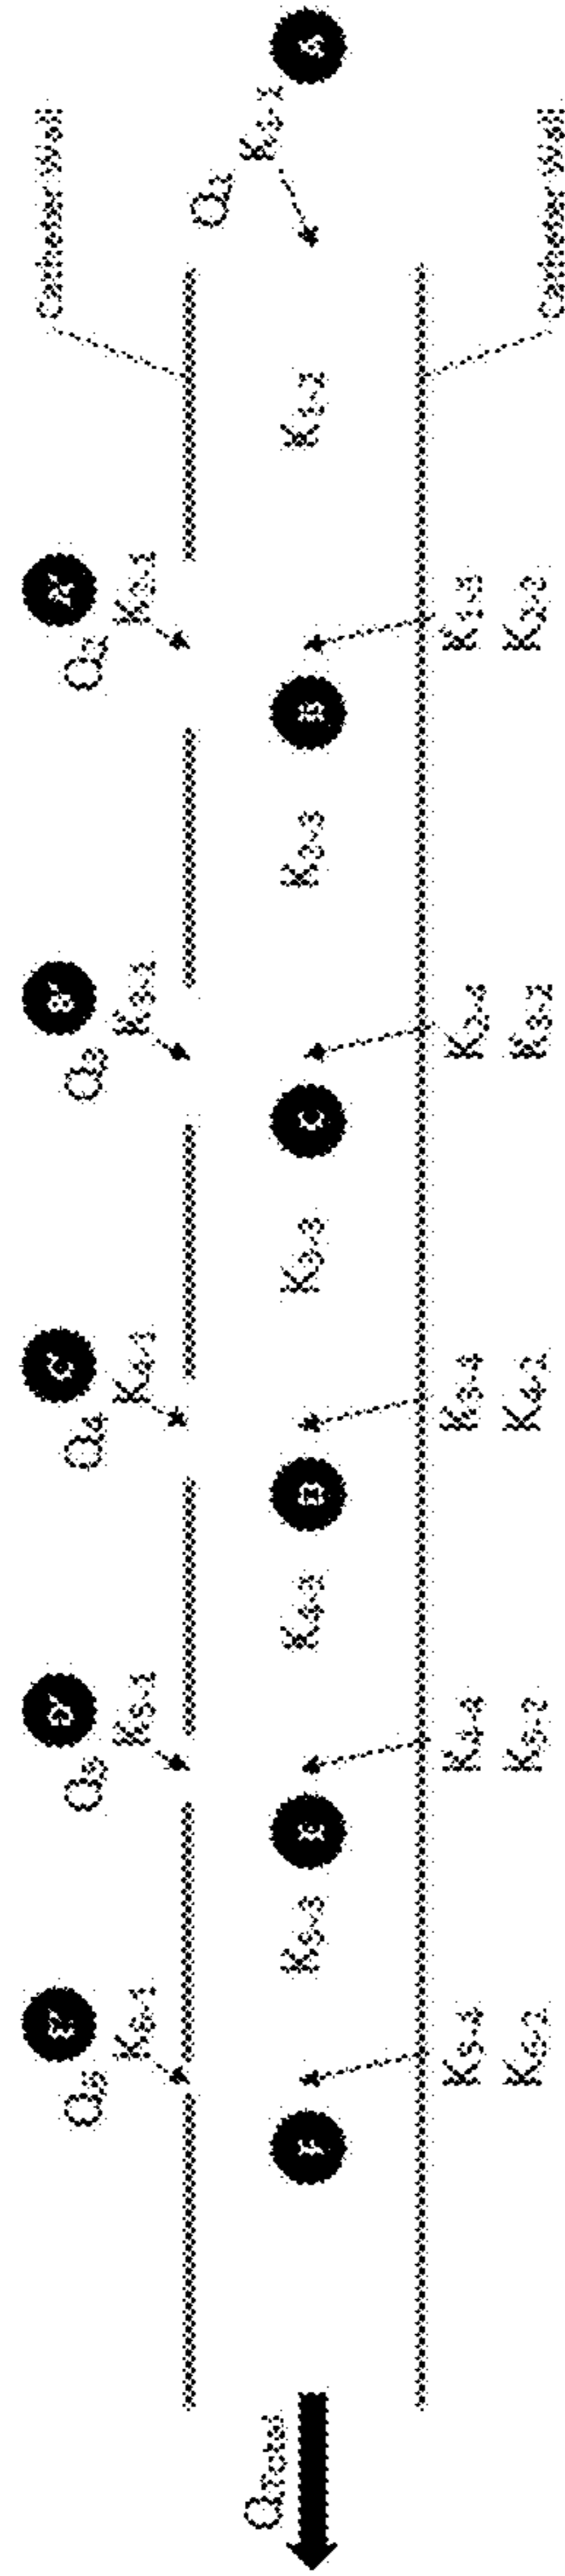 Catheter Wall
E' D' C' B' A'
Q6 Q5 Q4 Q3 Q2
K6-1 K5-1 K4-1 K3-1 K2-1
Q1
K1-1
QTotal
F K5-3 E K4-3 D K3-3 C K2-3 B K1-2 A
K5-4 K4-4 K3-4 K2-4 K1-3
K6-2 K5-2 K4-2 K3-2 K2-2
Catheter Wall